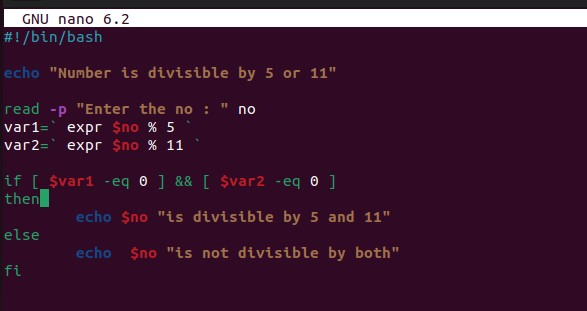 GNU nano 6.2
#!/bin/bash
echo "Number is divisible by 5 or 11"
read -p "Enter the no : " no
var1=` expr $no % 5 `
var2=` expr $no % 11 `
if [ $var1 -eq 0 ] && [ $var2 -eq 0 ]
then
echo $no "is divisible by 5 and 11"
else
echo  $no "is not divisible by both"
fi